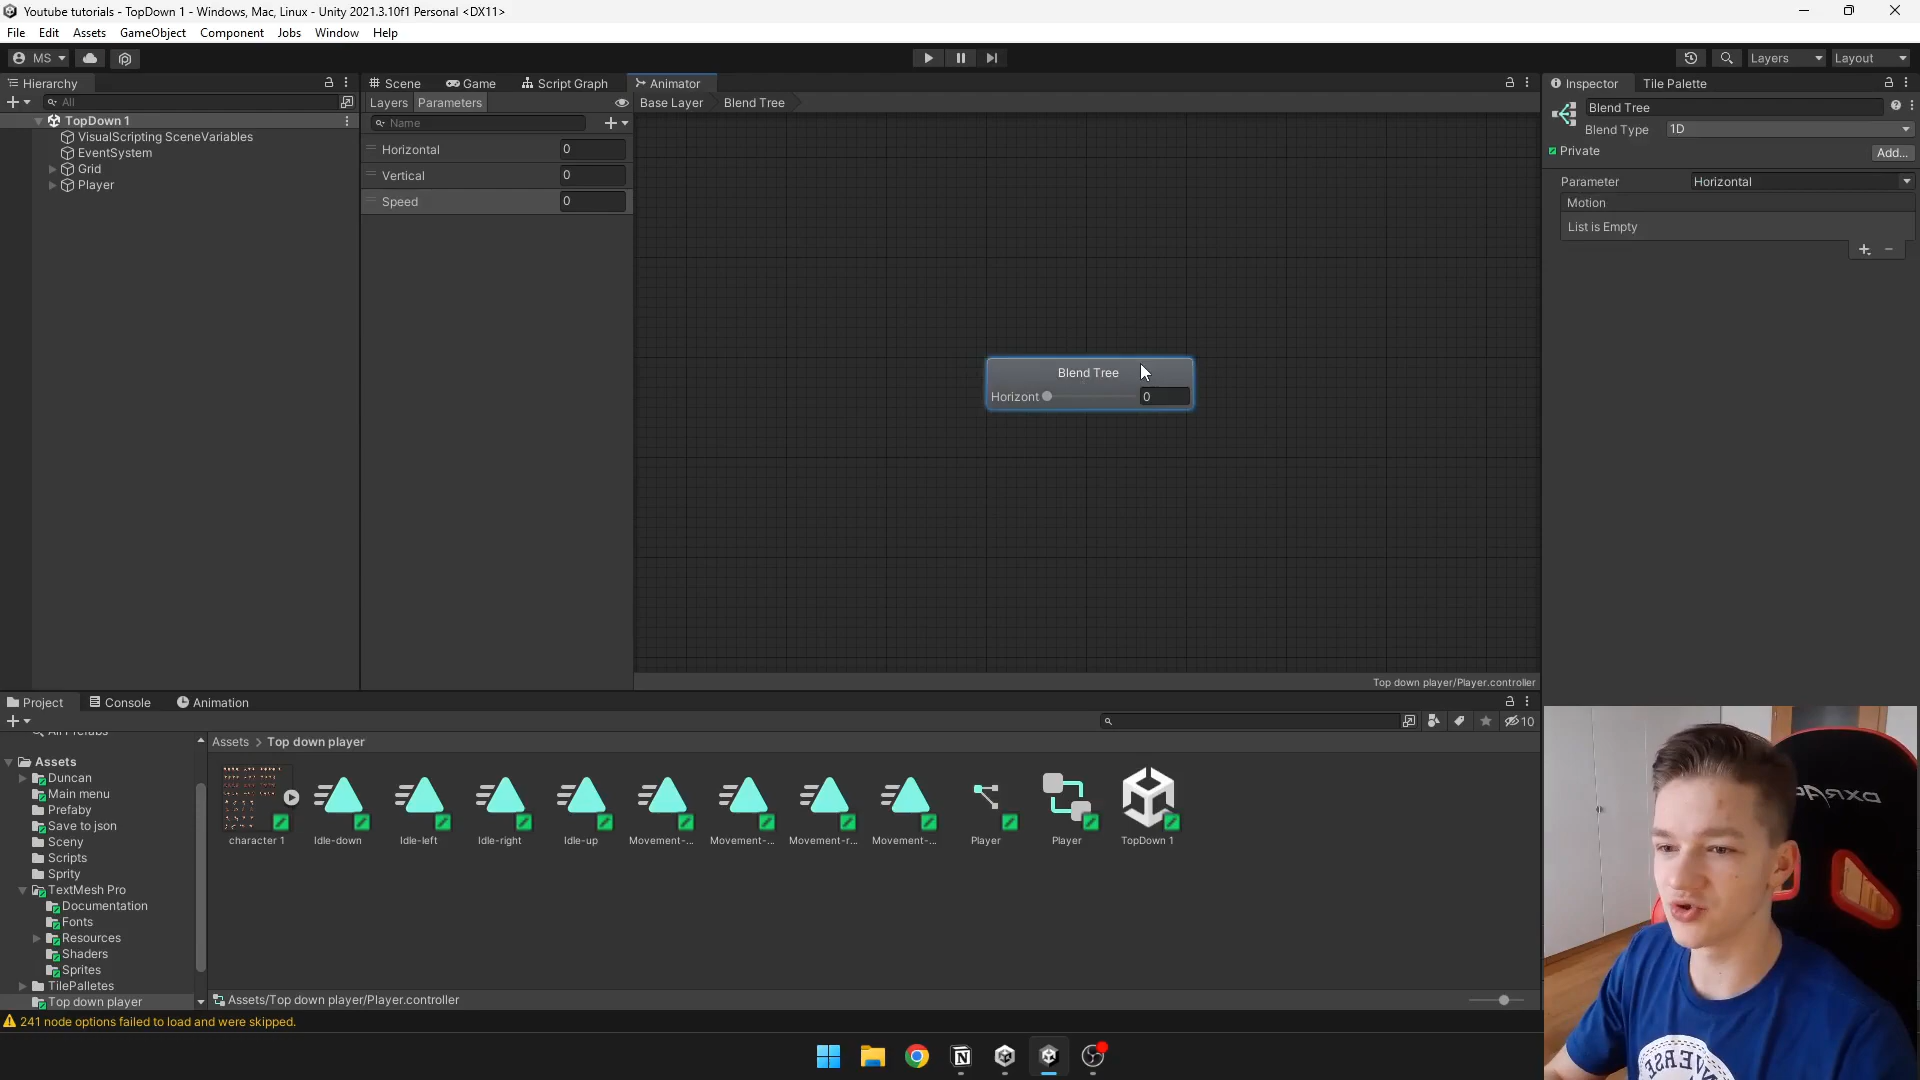 Youtube tutorials - TopDown 1 - Windows, Mac, Linux - Unity 2021.3.10f1 Personal <DX11>
File Edit Assets GameObject Component Jobs Window Help
MS Layers Layout
Hierarchy
All
TopDown 1
VisualScripting SceneVariables
EventSystem
Grid
Player
Scene Game Script Graph Animator
Layers Parameters Base Layer Blend Tree
Name
Horizontal 0
Vertical 0
Speed 0
Blend Tree
Horizont 0
Top down player/Player.controller
Inspector Tile Palette
Blend Tree
Blend Type 1D
Private Add...
Parameter Horizontal
Motion
List is Empty
Project Console Animation
10
Assets
Duncan
Main menu
Prefaby
Save to json
Sceny
Scripts
Sprity
TextMesh Pro
Documentation
Fonts
Resources
Shaders
Sprites
TilePalletes
Top down player
Assets > Top down player
character 1 Idle-down Idle-left Idle-right Idle-up Movement-... Movement-... Movement-r... Movement-... Player Player TopDown 1
Assets/Top down player/Player.controller
241 node options failed to load and were skipped.